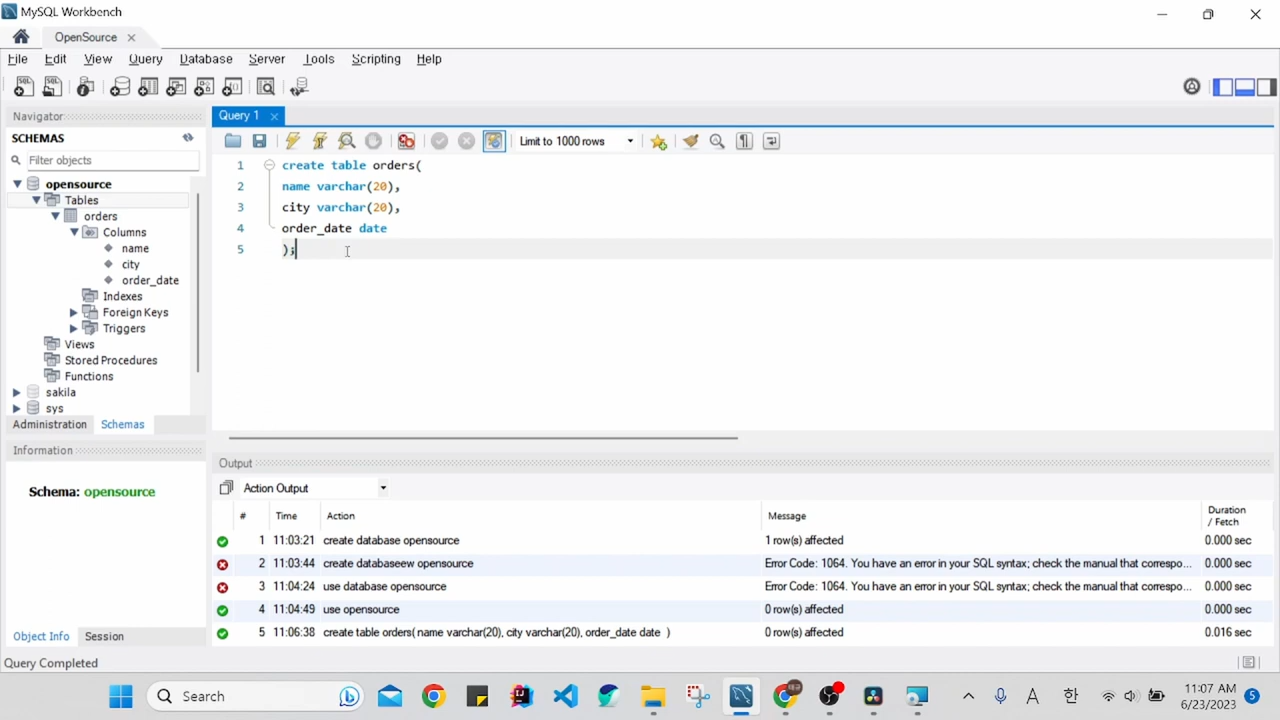 MySQL Workbench
OpenSource
File Edit View Query Database Server Tools Scripting Help
Navigator
SCHEMAS
Filter objects
opensource
Tables
orders
Columns
name
city
order_date
Indexes
Foreign Keys
Triggers
Views
Stored Procedures
Functions
sakila
sys
Administration Schemas
Information
Schema: opensource
Object Info Session
Query Completed
Query 1
Limit to 1000 rows
1 create table orders(
2 name varchar(20),
3 city varchar(20),
4 order_date date
5 );
Output
Action Output
# Time Action Message Duration / Fetch
1 11:03:21 create database opensource 1 row(s) affected 0.000 sec
2 11:03:44 create databaseew opensource Error Code: 1064. You have an error in your SQL syntax; check the manual that correspo... 0.000 sec
3 11:04:24 use database opensource Error Code: 1064. You have an error in your SQL syntax; check the manual that correspo... 0.000 sec
4 11:04:49 use opensource 0 row(s) affected 0.000 sec
5 11:06:38 create table orders( name varchar(20), city varchar(20), order_date date ) 0 row(s) affected 0.016 sec
Search
A 한 11:07 AM
6/23/2023 5